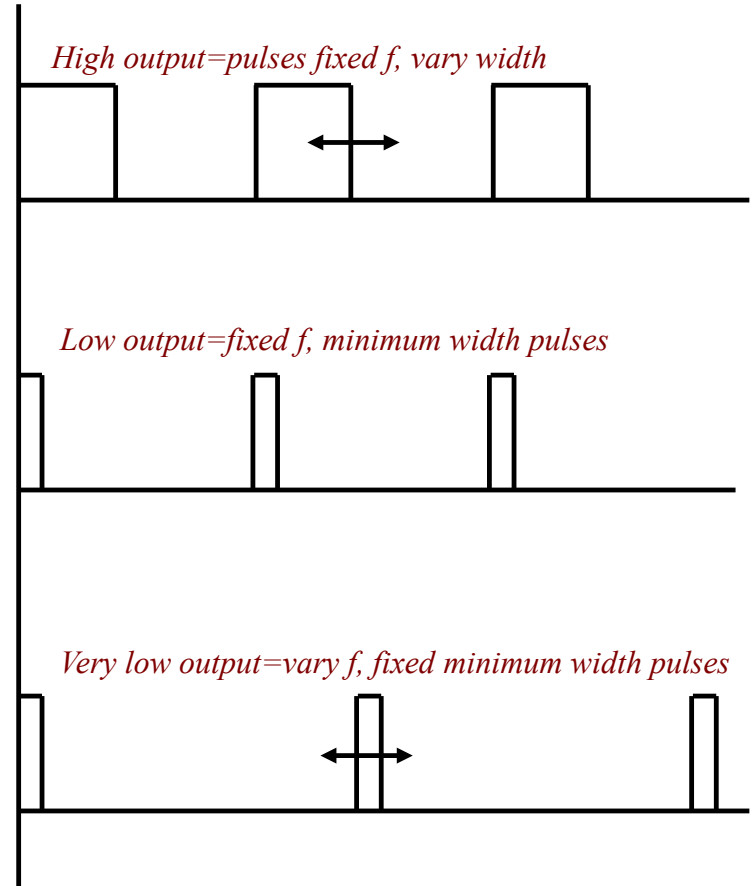 High output=pulses fixed f, vary width
Low output=fixed f, minimum width pulses
Very low output=vary f, fixed minimum width pulses